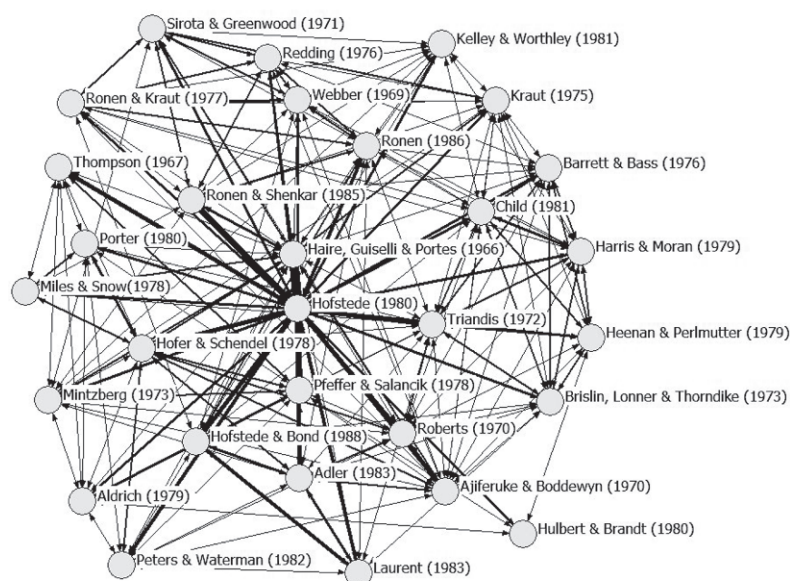 Sirota & Greenwood (1971)
Kelley & Worthley (1981)
Redding (1976)
Ronen & Kraut (1977)
Webber (1969)
Kraut (1975)
Ronen (1986)
Thompson (1967)
Barrett & Bass (1976)
Ronen & Shenkar (1985)
Child (1981)
Porter (1980)
Haire, Guiselli & Portes (1966)
Harris & Moran (1979)
Miles & Snow(1978)
Hofstede (1980)
Triandis (1972)
Heenan & Perlmutter (1979)
Hofer & Schendel (1978)
Pfeffer & Salancik (1978)
Mintzberg (1973)
Brislin, Lonner & Thorndike (1973)
Hofstede & Bond (1988)
Roberts (1970)
Adler (1983)
Ajiferuke & Boddewyn (1970)
Aldrich (1979)
Hulbert & Brandt (1980)
Peters & Waterman (1982)
Laurent (1983)